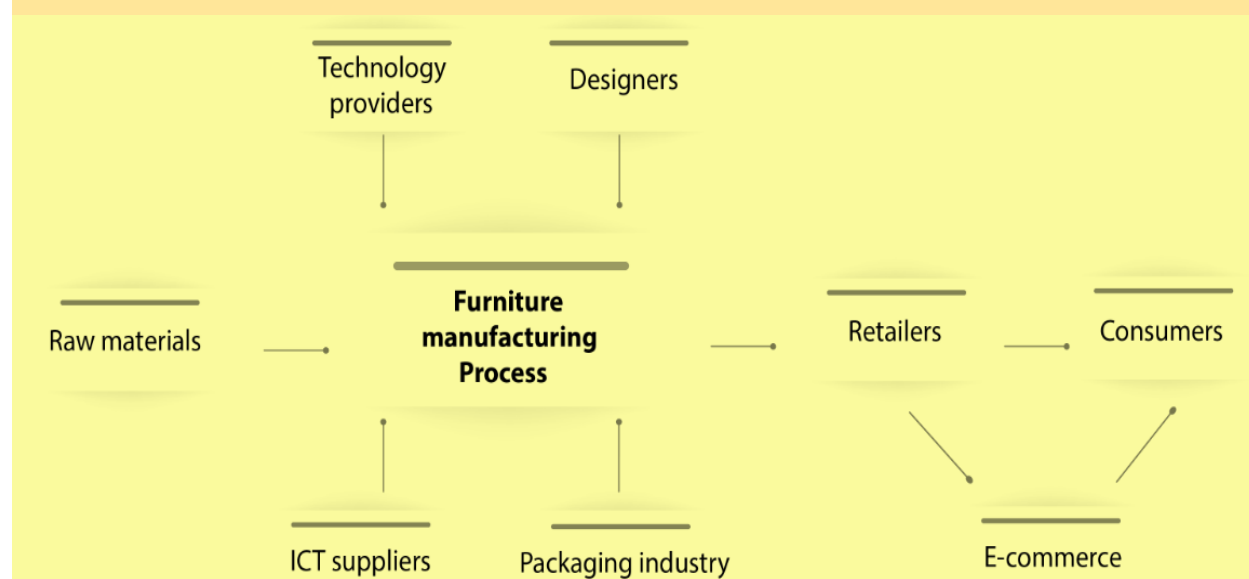 Technology
providers
Designers
Raw materials
Furniture
manufacturing
Process
Retailers
Consumers
ICT suppliers
Packaging industry
E-commerce